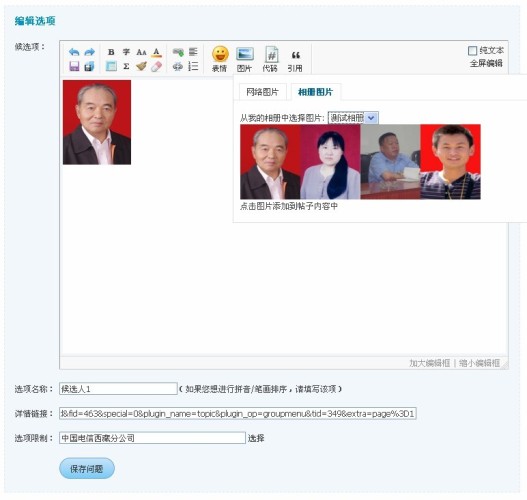 编辑选项
候选项：
B 字 AA A
纯文本
Σ
表情 图片 代码 引用
全屏编辑
网络图片 相册图片
从我的相册中选择图片: 测试相册
点击图片添加到帖子内容中
加大编辑框 | 缩小编辑框
选项名称： 候选人1 ( 如果您想进行拼音/笔画排序，请填写该项 )
详情链接： &fid=463&special=0&plugin_name=topic&plugin_op=groupmenu&tid=349&extra=page%3D1
选项限制： 中国电信西藏分公司 选择
保存问题